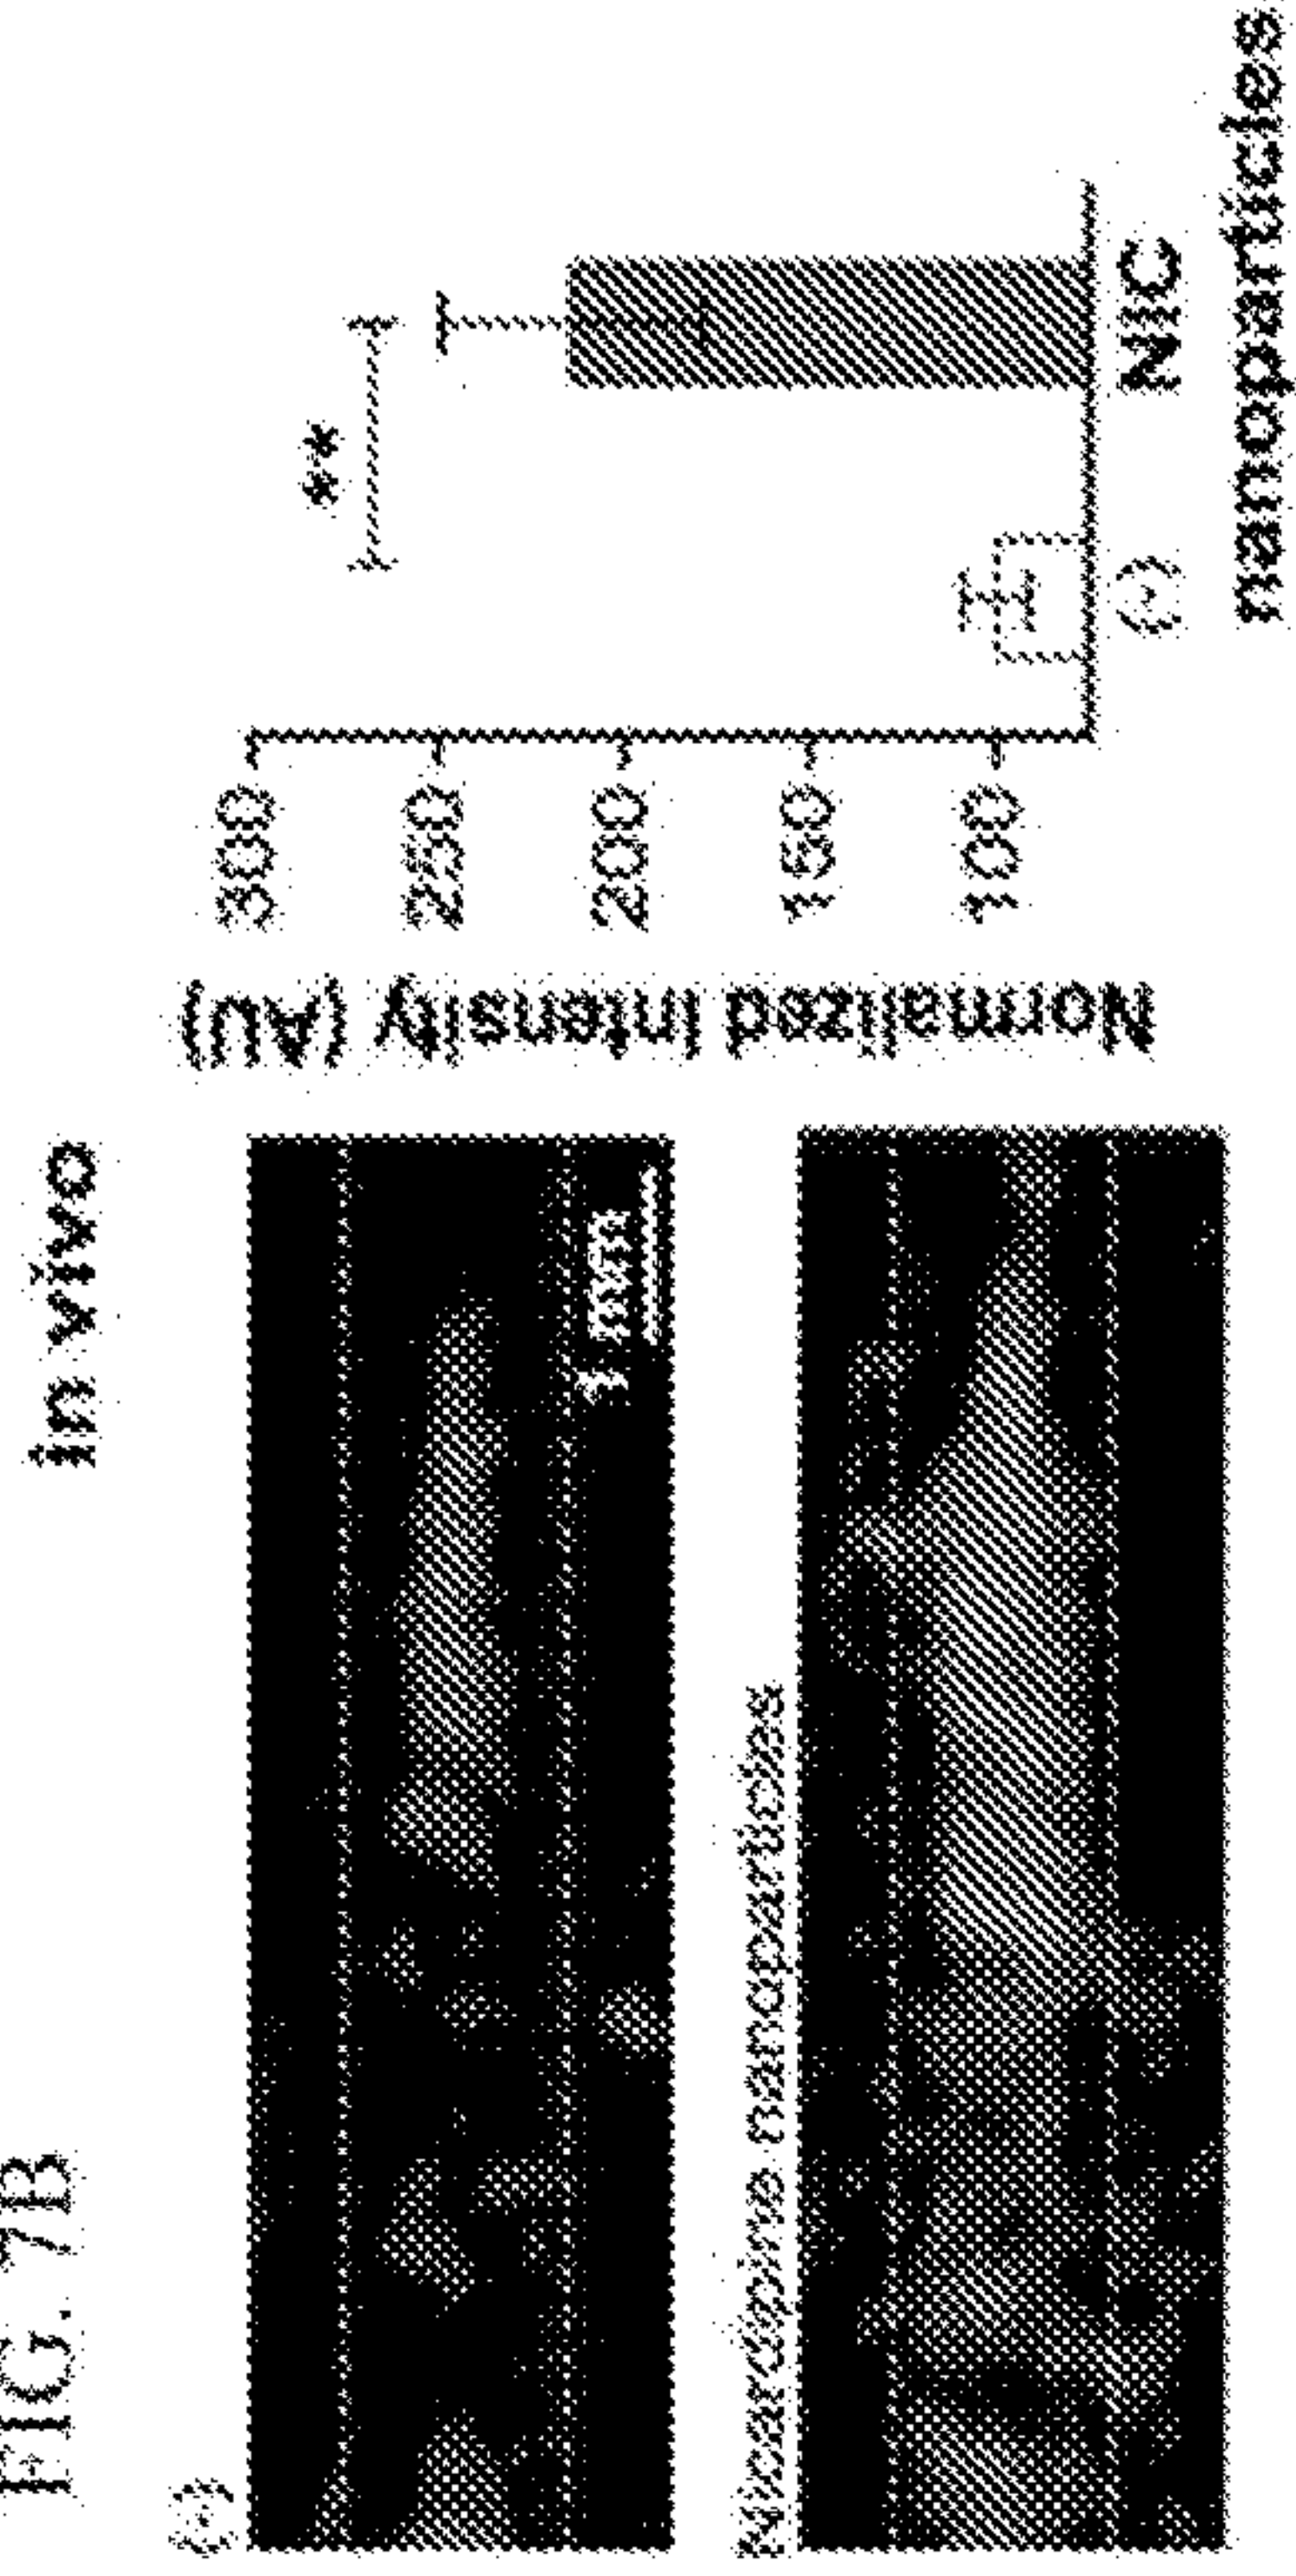 FIG. 7B
in vivo
(-)
1 mm
Nicardipine nanoparticles
Normalized Intensity (AU)
300
250
200
150
100
**
(-)
NIC
nanoparticles